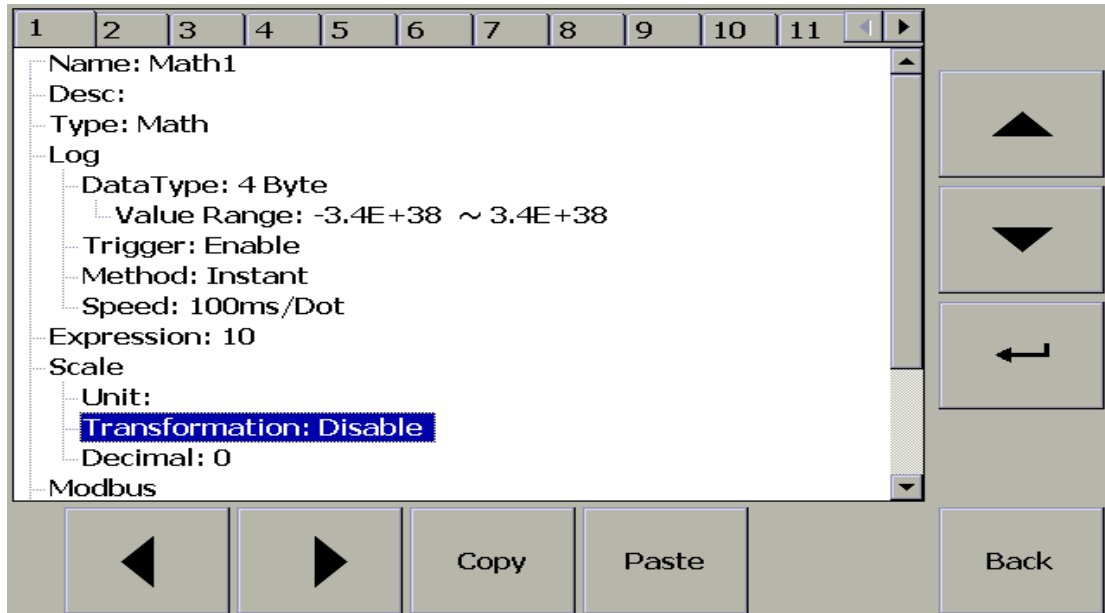 1 2 3 4 5 6 7 8 9 10 11
Name: Math1
Desc:
Type: Math
Log
DataType: 4 Byte
Value Range: -3.4E+38 ~ 3.4E+38
Trigger: Enable
Method: Instant
Speed: 100ms/Dot
Expression: 10
Scale
Unit:
Transformation: Disable
Decimal: 0
Modbus
Copy Paste Back